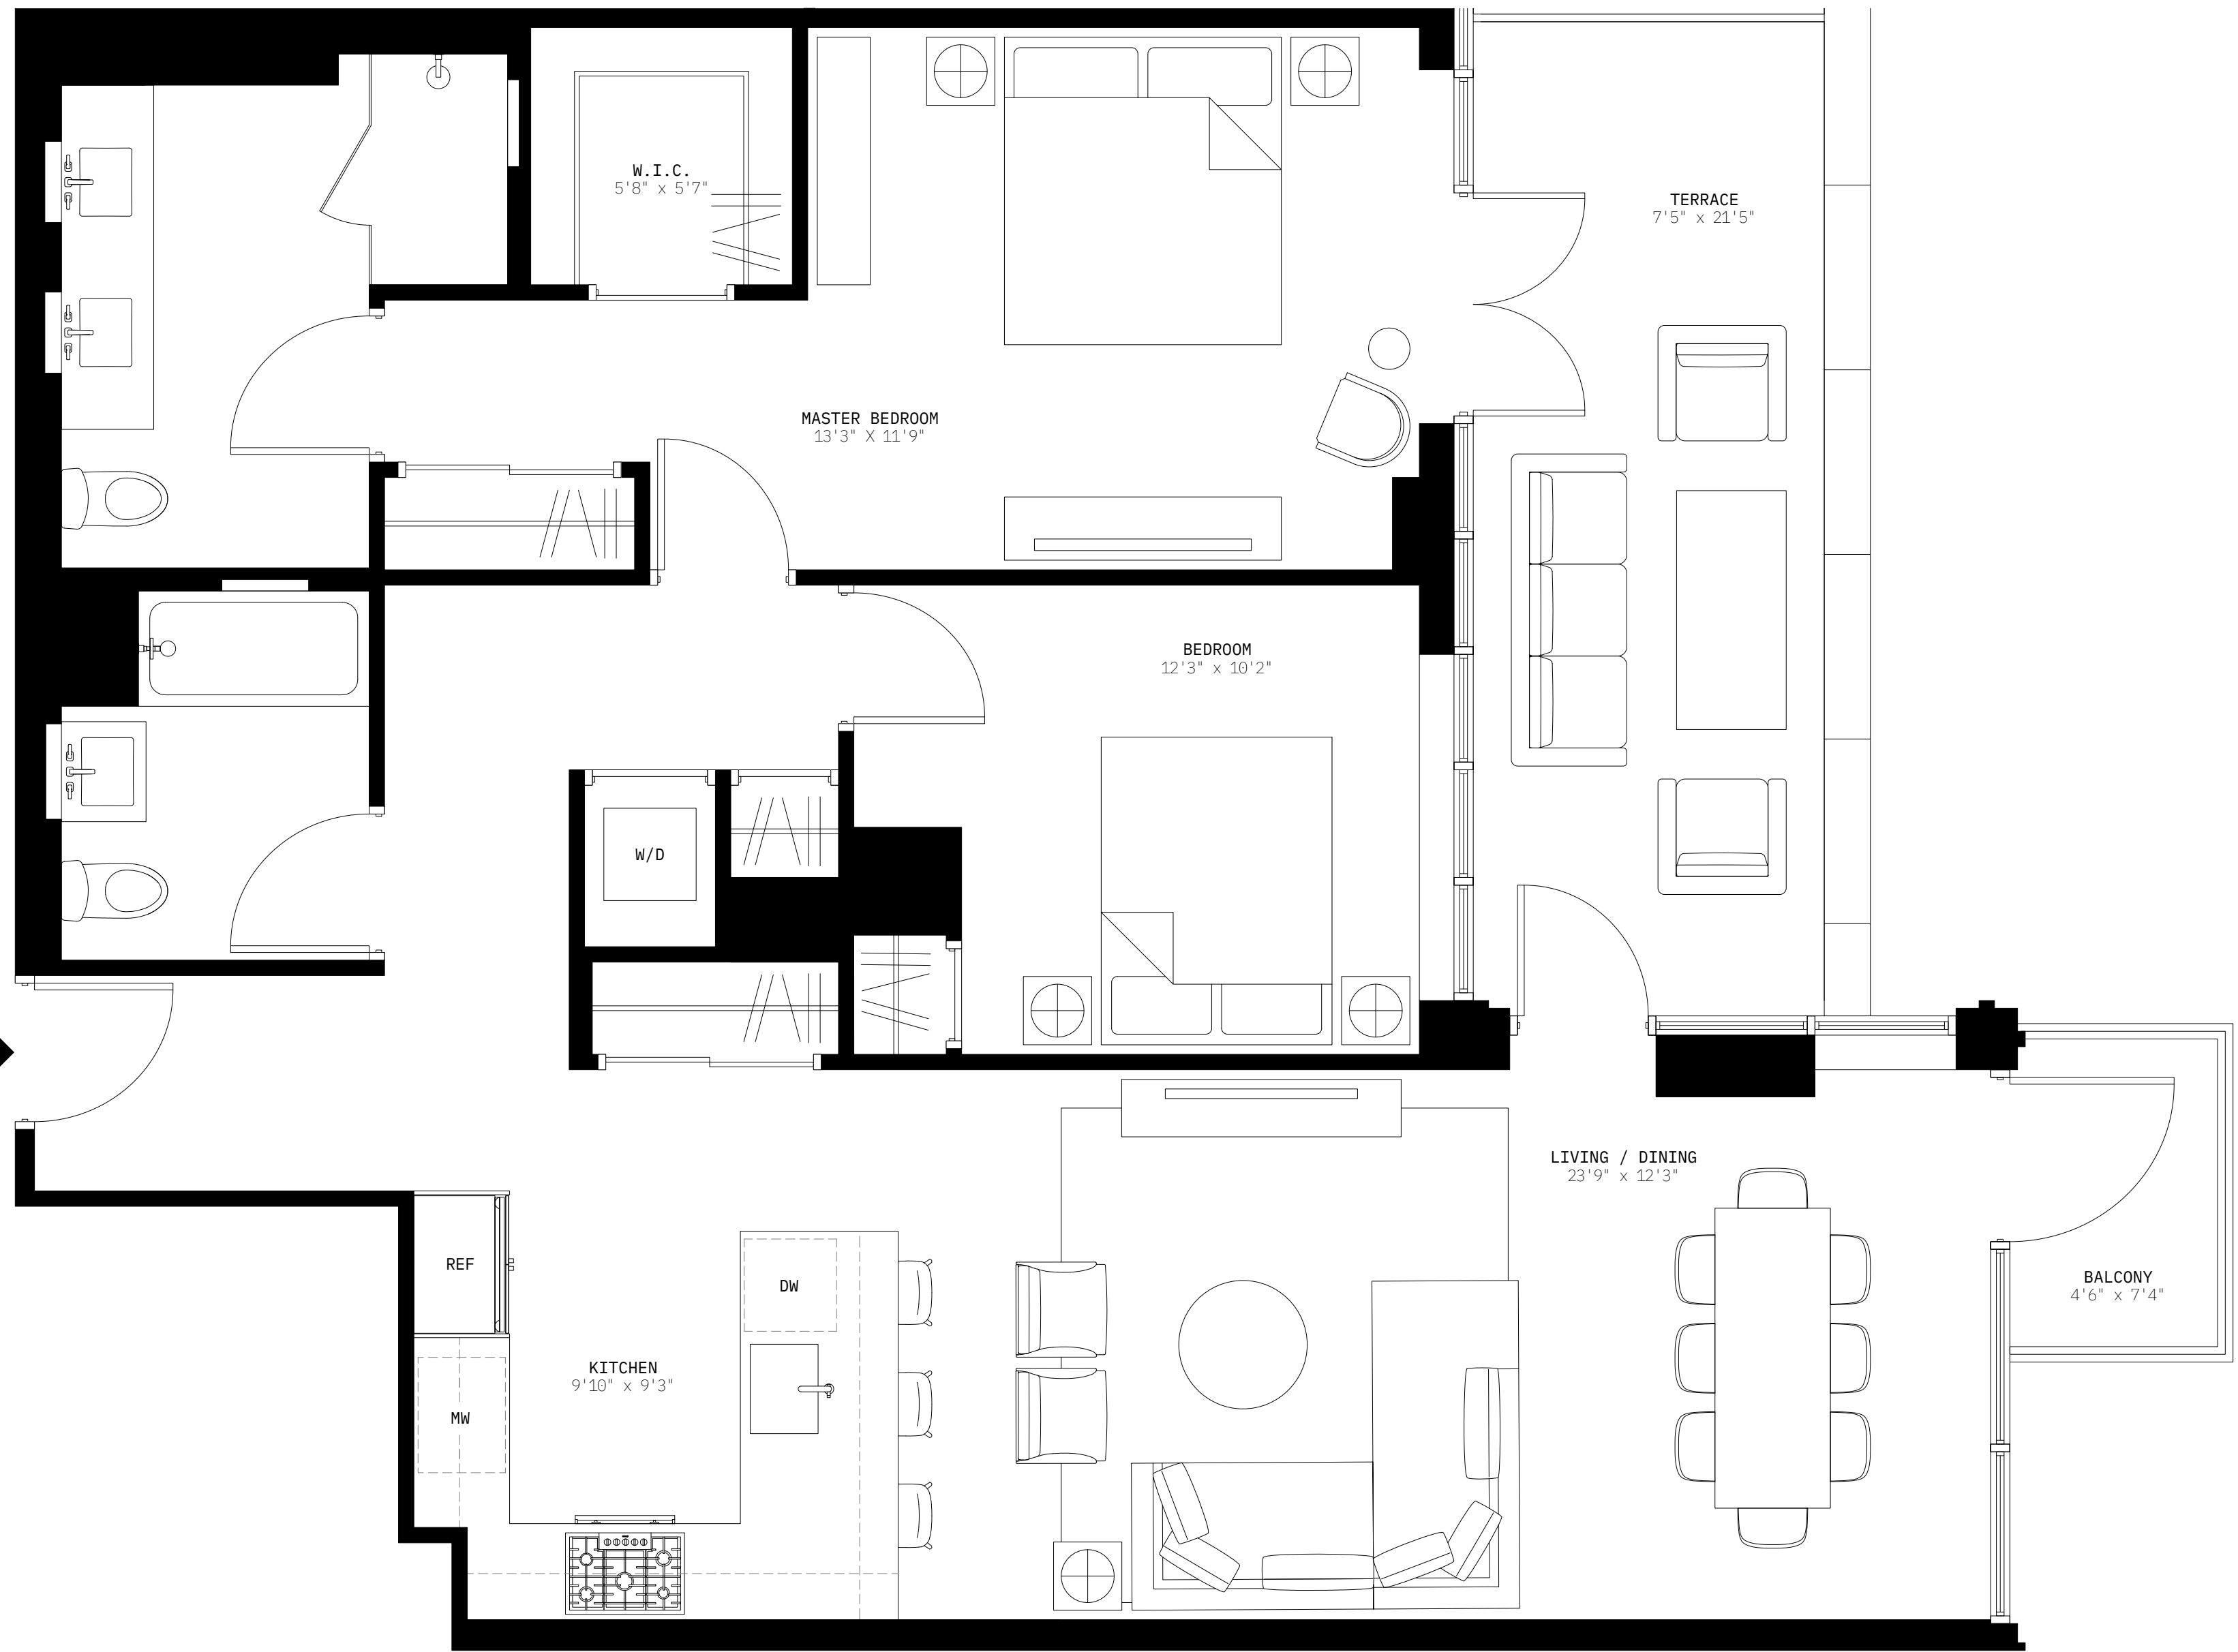 W.I.C.
5'8" x 5'7"
TERRACE
7'5" x 21'5"
MASTER BEDROOM
13'3" X 11'9"
BEDROOM
12'3" x 10'2"
W/D
LIVING / DINING
23'9" x 12'3"
REF
DW
BALCONY
4'6" x 7'4"
KITCHEN
9'10" x 9'3"
MW